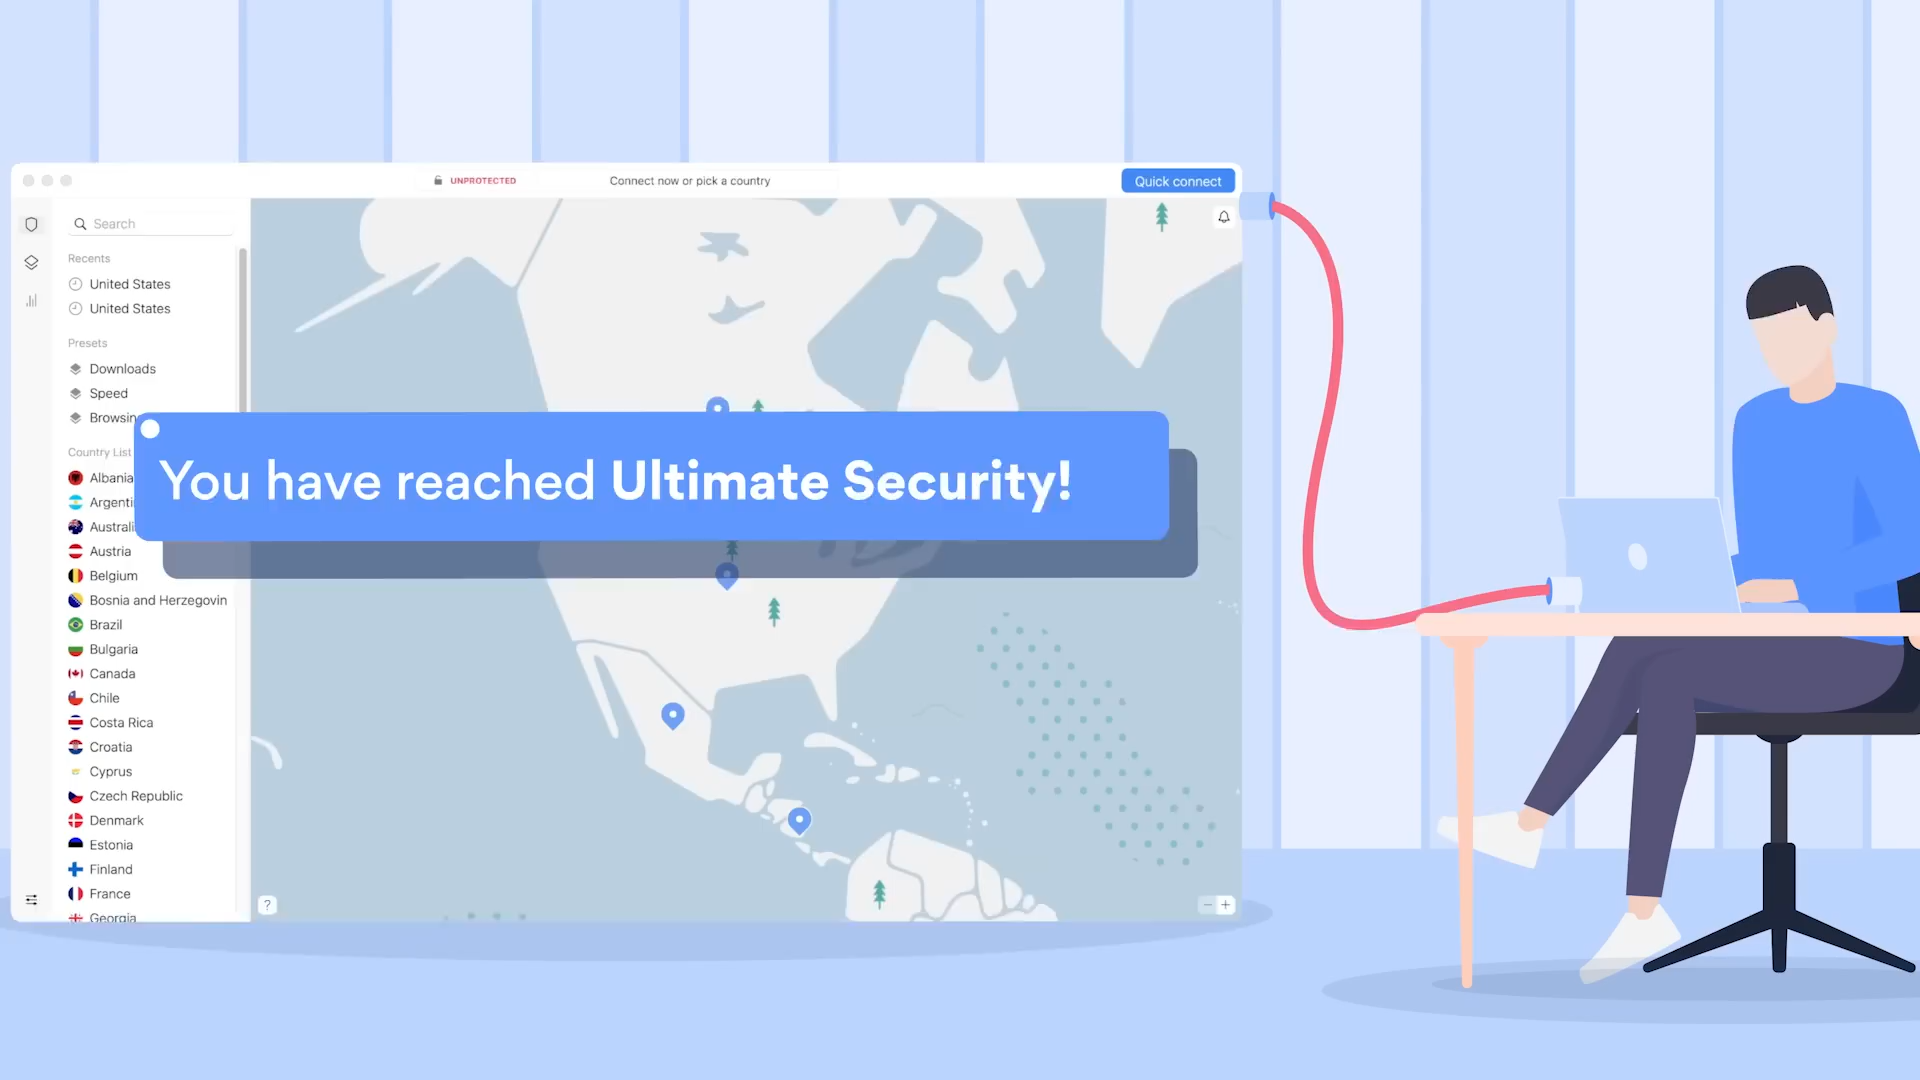 UNPROTECTED
Connect now or pick a country
Quick connect
Search
Recents
United States
United States
Presets
Downloads
Speed
Browsin
Country List
Albania
Argenti
Australi
Austria
Belgium
Bosnia and Herzegovin
Brazil
Bulgaria
Canada
Chile
Costa Rica
Croatia
Cyprus
Czech Republic
Denmark
Estonia
Finland
France
Georgia
You have reached Ultimate Security!
?